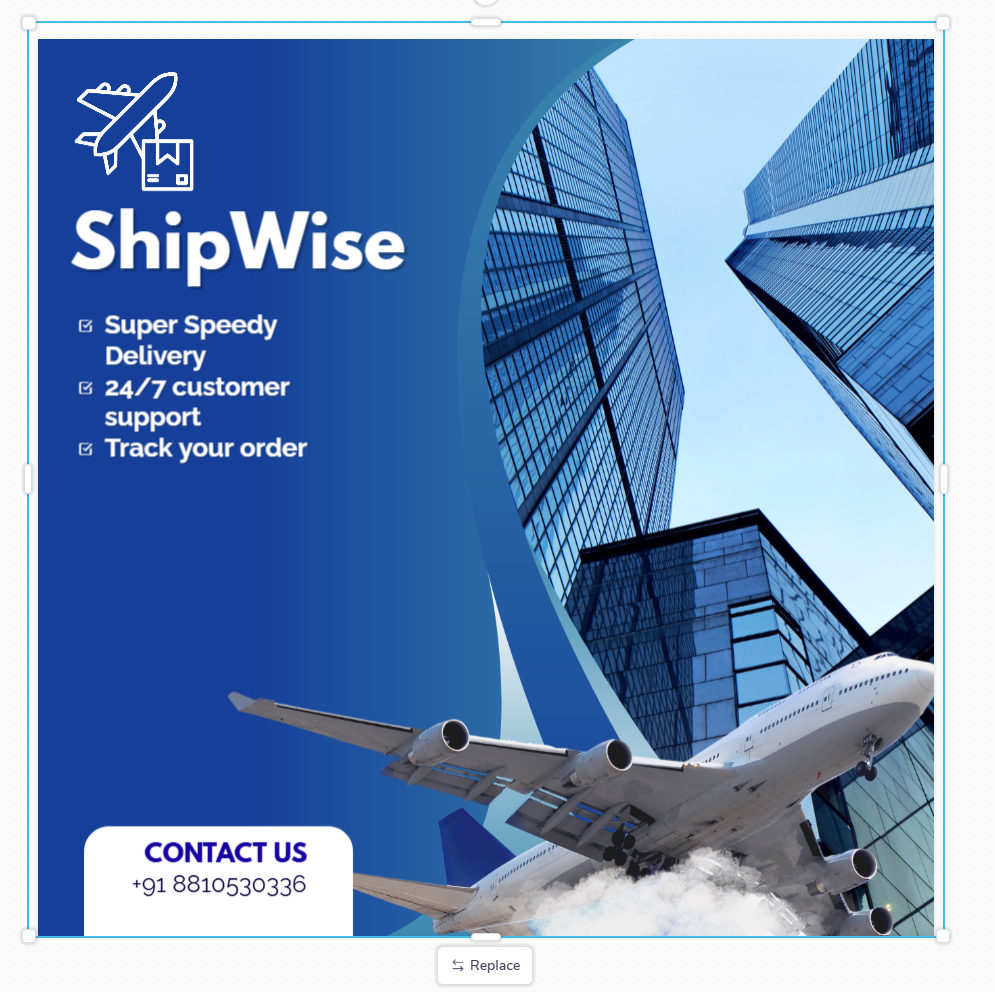 ShipWise
Super Speedy
Delivery
24/7 customer
support
Track your order
CONTACT US
+91 8810530336
Replace